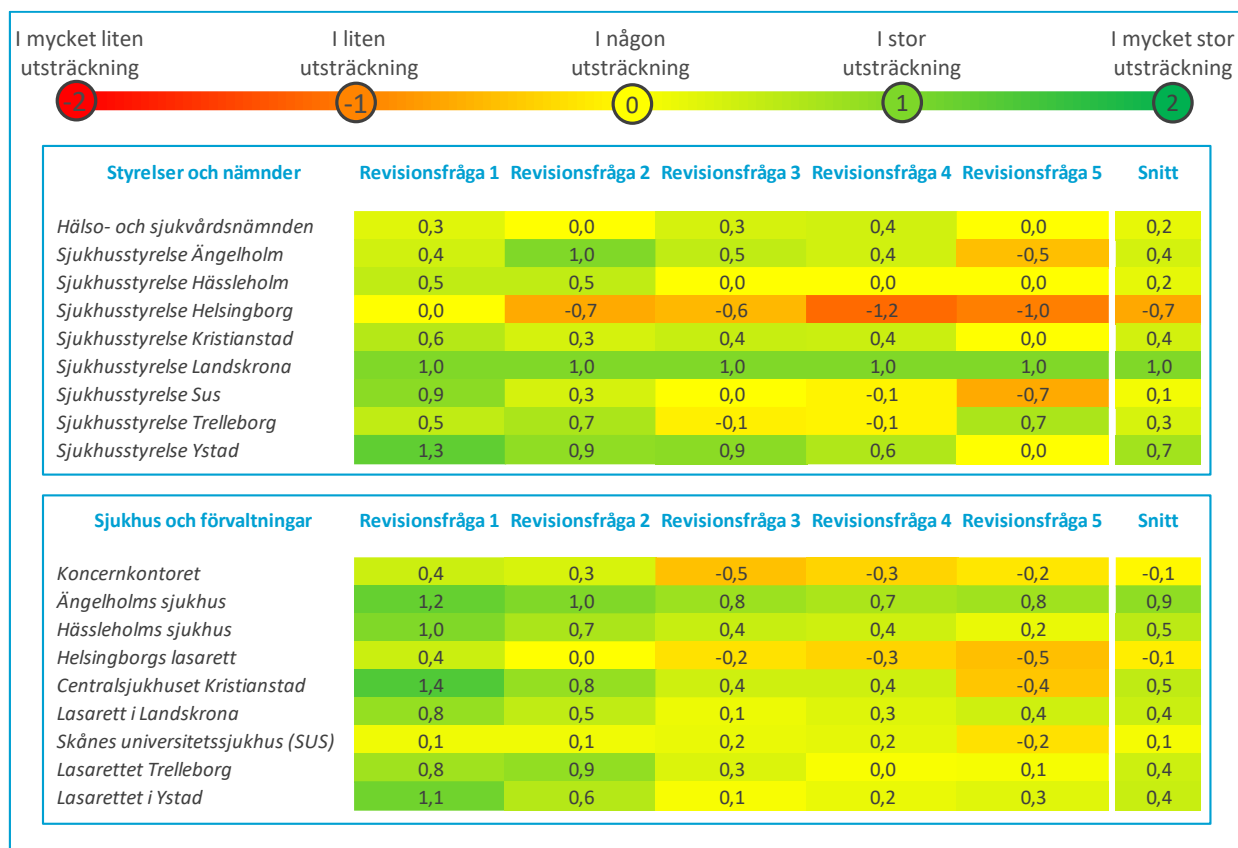 I mycket liten utsträckning
I liten utsträckning
I någon utsträckning
I stor utsträckning
I mycket stor utsträckning
-2 -1 0 1 2
Styrelser och nämnder Revisionsfråga 1 Revisionsfråga 2 Revisionsfråga 3 Revisionsfråga 4 Revisionsfråga 5 Snitt
Hälso- och sjukvårdsnämnden 0,3 0,0 0,3 0,4 0,0 0,2
Sjukhusstyrelse Ängelholm 0,4 1,0 0,5 0,4 -0,5 0,4
Sjukhusstyrelse Hässleholm 0,5 0,5 0,0 0,0 0,0 0,2
Sjukhusstyrelse Helsingborg 0,0 -0,7 -0,6 -1,2 -1,0 -0,7
Sjukhusstyrelse Kristianstad 0,6 0,3 0,4 0,4 0,0 0,4
Sjukhusstyrelse Landskrona 1,0 1,0 1,0 1,0 1,0 1,0
Sjukhusstyrelse Sus 0,9 0,3 0,0 -0,1 -0,7 0,1
Sjukhusstyrelse Trelleborg 0,5 0,7 -0,1 -0,1 0,7 0,3
Sjukhusstyrelse Ystad 1,3 0,9 0,9 0,6 0,0 0,7
Sjukhus och förvaltningar Revisionsfråga 1 Revisionsfråga 2 Revisionsfråga 3 Revisionsfråga 4 Revisionsfråga 5 Snitt
Koncernkontoret 0,4 0,3 -0,5 -0,3 -0,2 -0,1
Ängelholms sjukhus 1,2 1,0 0,8 0,7 0,8 0,9
Hässleholms sjukhus 1,0 0,7 0,4 0,4 0,2 0,5
Helsingborgs lasarett 0,4 0,0 -0,2 -0,3 -0,5 -0,1
Centralsjukhuset Kristianstad 1,4 0,8 0,4 0,4 -0,4 0,5
Lasarett i Landskrona 0,8 0,5 0,1 0,3 0,4 0,4
Skånes universitetssjukhus (SUS) 0,1 0,1 0,2 0,2 -0,2 0,1
Lasarettet Trelleborg 0,8 0,9 0,3 0,0 0,1 0,4
Lasarettet i Ystad 1,1 0,6 0,1 0,2 0,3 0,4